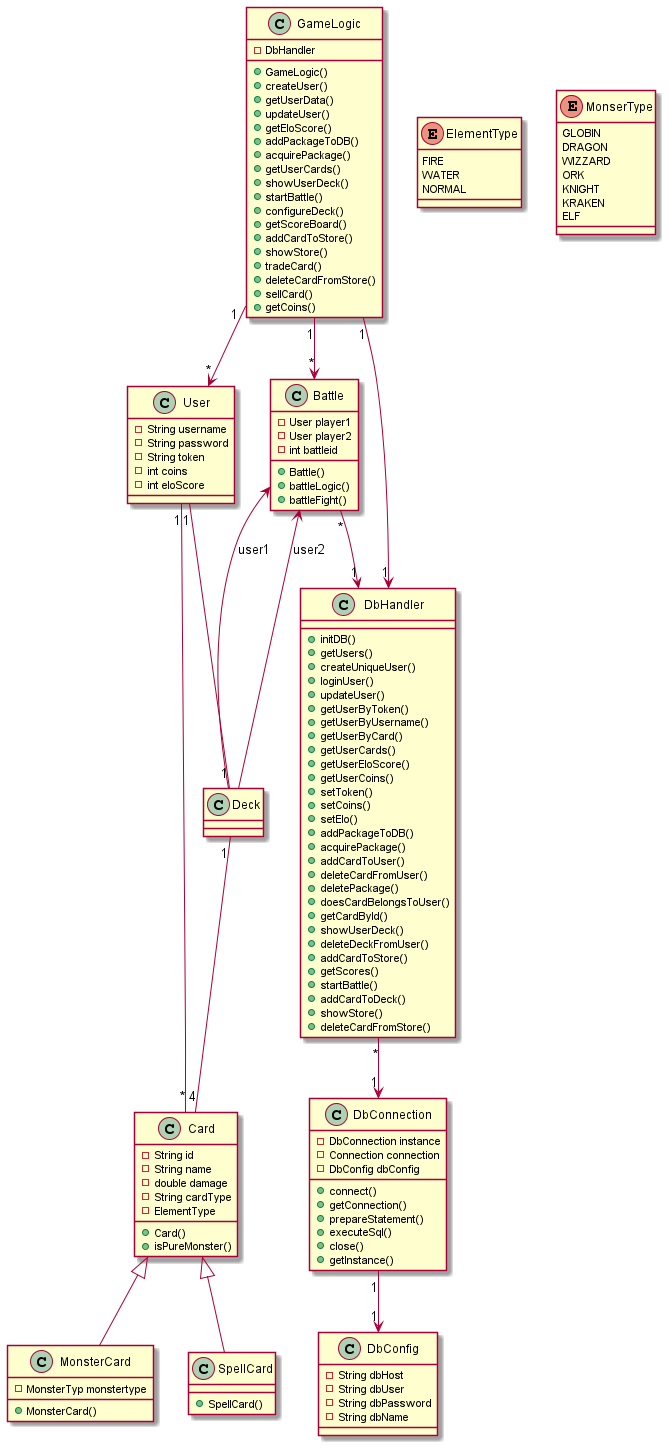 C GameLogic
DbHandler
GameLogic()
createUser()
getUserData()
updateUser()
getEloScore()
addPackageToDB()
acquirePackage()
getUserCards()
showUserDeck()
startBattle()
configureDeck()
getScoreBoard()
addCardToStore()
showStore()
tradeCard()
deleteCardFromStore()
sellCard()
getCoins()
E ElementType
FIRE
WATER
NORMAL
E MonserType
GLOBIN
DRAGON
WIZZARD
ORK
KNIGHT
KRAKEN
ELF
1
1
1
*
*
C User
String username
String password
String token
int coins
int eloScore
C Battle
User player1
User player2
int battleid
Battle()
battleLogic()
battleFight()
1
1
*
user1
user2
1
1
C DbHandler
initDB()
getUsers()
createUniqueUser()
loginUser()
updateUser()
getUserByToken()
getUserByUsername()
getUserByCard()
getUserCards()
getUserEloScore()
getUserCoins()
setToken()
setCoins()
setElo()
addPackageToDB()
acquirePackage()
addCardToUser()
deleteCardFromUser()
deletePackage()
doesCardBelongsToUser()
getCardById()
showUserDeck()
deleteDeckFromUser()
addCardToStore()
getScores()
startBattle()
addCardToDeck()
showStore()
deleteCardFromStore()
1
C Deck
1
*
4
*
1
C Card
String id
String name
double damage
String cardType
ElementType
Card()
isPureMonster()
C DbConnection
DbConnection instance
Connection connection
DbConfig dbConfig
connect()
getConnection()
prepareStatement()
executeSql()
close()
getInstance()
1
1
C MonsterCard
MonsterTyp monstertype
MonsterCard()
C SpellCard
SpellCard()
C DbConfig
String dbHost
String dbUser
String dbPassword
String dbName